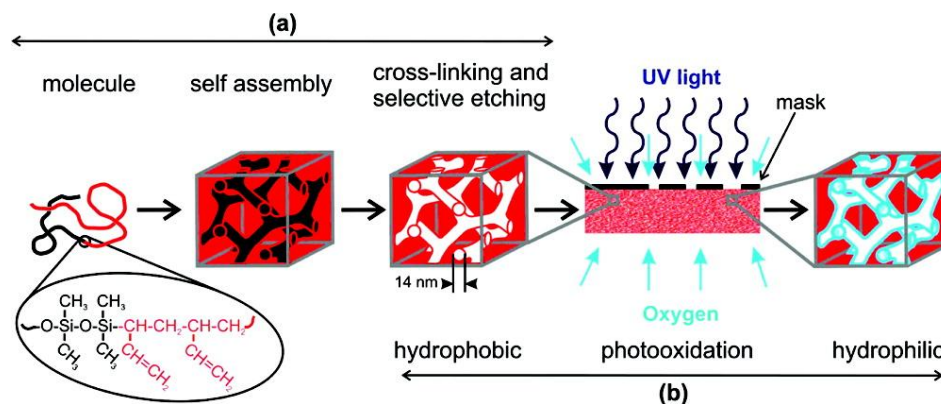 (a)
molecule
self assembly
cross-linking and
selective etching
UV light
mask
14 nm
CH₃ CH₃
-O-Si-O-Si-CH-CH₂-CH-CH₂
CH₃ CH₃ CH=CH₂ CH=CH₂
Oxygen
hydrophobic
photooxidation
hydrophilic
(b)